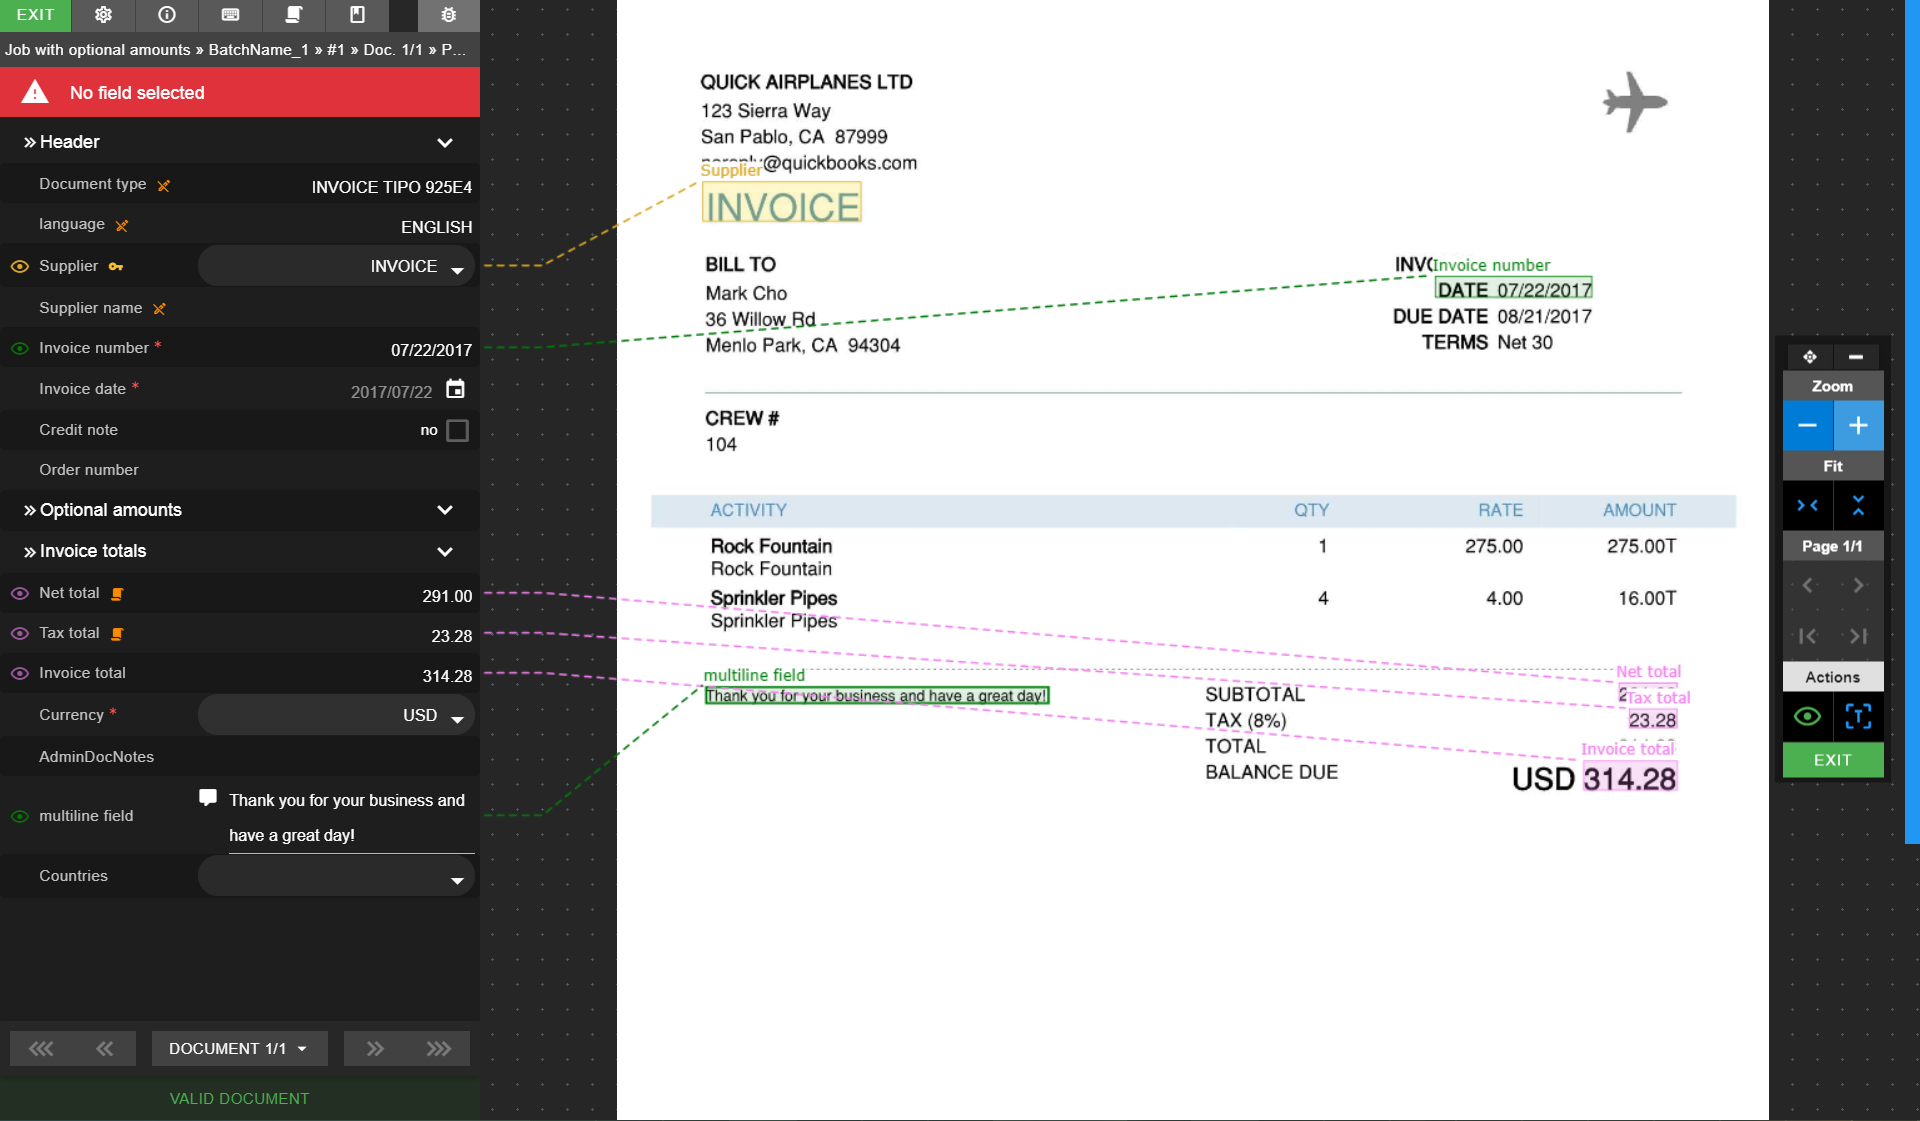 EXIT
Job with optional amounts » BatchName_1 » #1 » Doc. 1/1 » P...
No field selected
» Header
Document type INVOICE TIPO 925E4
language ENGLISH
Supplier INVOICE
Supplier name
Invoice number * 07/22/2017
Invoice date * 2017/07/22
Credit note no
Order number
» Optional amounts
» Invoice totals
Net total 291.00
Tax total 23.28
Invoice total 314.28
Currency * USD
AdminDocNotes
multiline field Thank you for your business and
have a great day!
Countries
DOCUMENT 1/1
VALID DOCUMENT
QUICK AIRPLANES LTD
123 Sierra Way
San Pablo, CA 87999
@quickbooks.com
Supplier
INVOICE
BILL TO
Mark Cho
36 Willow Rd
Menlo Park, CA 94304
Invoice number
DATE 07/22/2017
DUE DATE 08/21/2017
TERMS Net 30
CREW #
104
ACTIVITY QTY RATE AMOUNT
Rock Fountain 1 275.00 275.00T
Rock Fountain
Sprinkler Pipes 4 4.00 16.00T
Sprinkler Pipes
multiline field
Thank you for your business and have a great day!
Net total
SUBTOTAL
Tax total
TAX (8%) 23.28
TOTAL
Invoice total
BALANCE DUE USD 314.28
Zoom
Fit
Page 1/1
Actions
EXIT